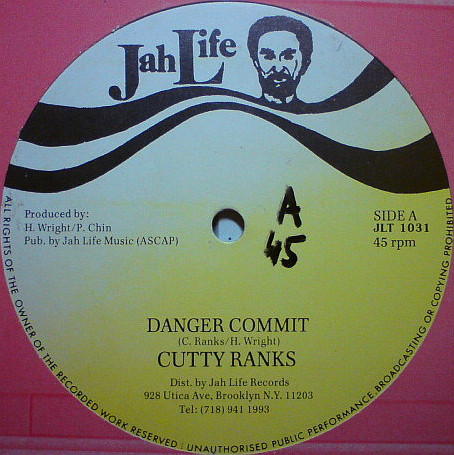 Jah Life
Produced by:
H. Wright/P. Chin
Pub. by Jah Life Music (ASCAP)
A
45
SIDE A
JLT 1031
45 rpm
DANGER COMMIT
(C. Ranks/H. Wright)
CUTTY RANKS
Dist. by Jah Life Records
928 Utica Ave, Brooklyn N.Y. 11203
Tel: (718) 941 1993
ALL RIGHTS OF THE OWNER OF THE RECORDED WORK RESERVED : UNAUTHORISED PUBLIC PERFORMANCE, BROADCASTING OR COPYING PROHIBITED